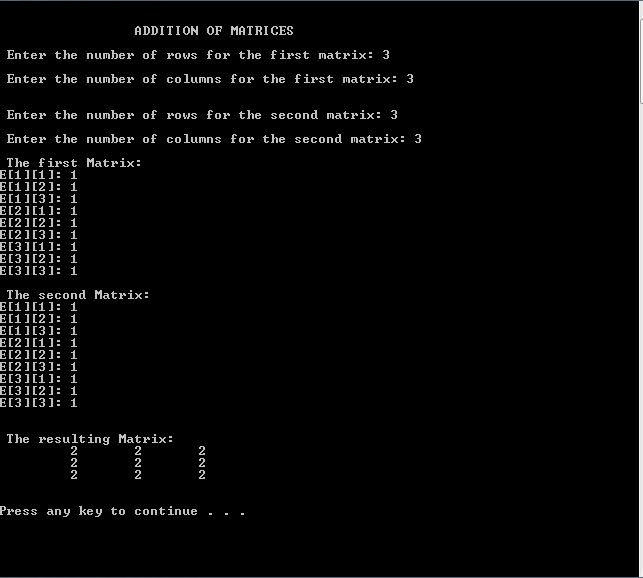 ADDITION OF MATRICES
Enter the number of rows for the first matrix: 3
Enter the number of columns for the first matrix: 3
Enter the number of rows for the second matrix: 3
Enter the number of columns for the second matrix: 3
The first Matrix:
E[1][1]: 1
E[1][2]: 1
E[1][3]: 1
E[2][1]: 1
E[2][2]: 1
E[2][3]: 1
E[3][1]: 1
E[3][2]: 1
E[3][3]: 1
The second Matrix:
E[1][1]: 1
E[1][2]: 1
E[1][3]: 1
E[2][1]: 1
E[2][2]: 1
E[2][3]: 1
E[3][1]: 1
E[3][2]: 1
E[3][3]: 1
The resulting Matrix:
2 2 2
2 2 2
2 2 2
Press any key to continue . . .